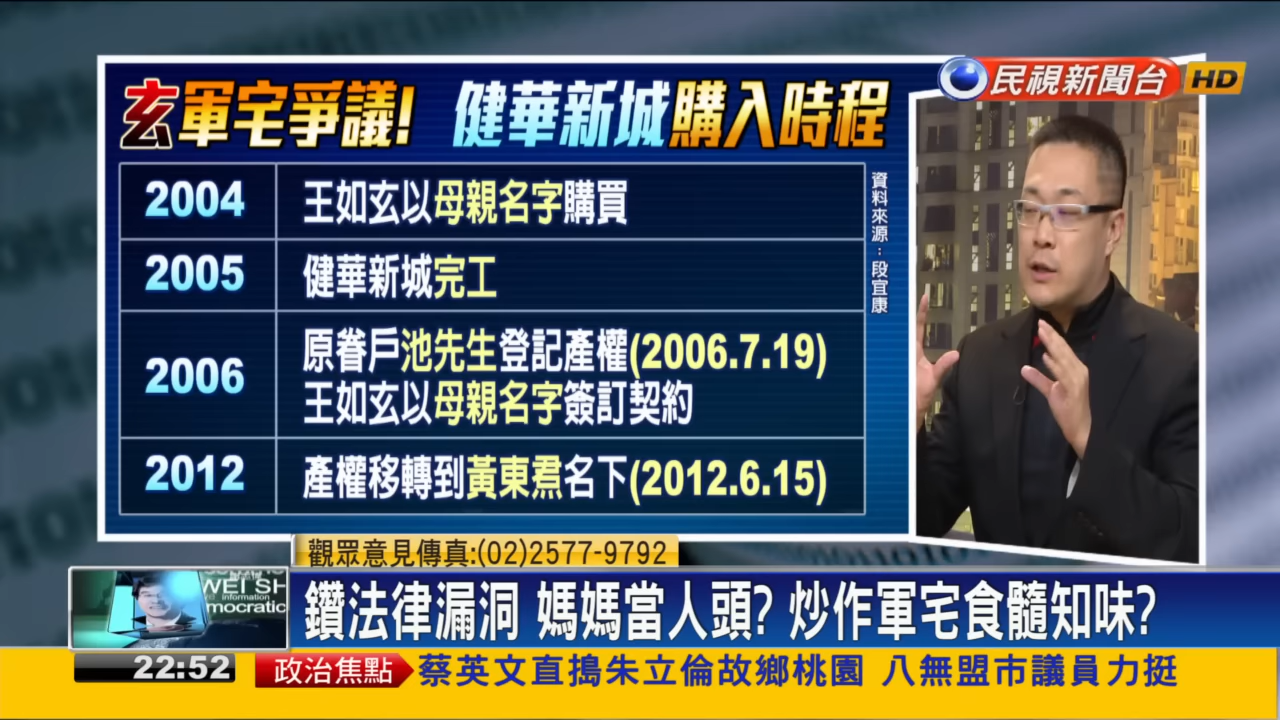 民視新聞台 HD
玄軍宅爭議! 健華新城購入時程
2004 王如玄以母親名字購買
2005 健華新城完工
2006 原眷戶池先生登記產權(2006.7.19)
王如玄以母親名字簽訂契約
2012 產權移轉到黃東焄名下(2012.6.15)
資料來源:段宜康
觀眾意見傳真:(02)2577-9792
WEI SH
information
mocratic
鑽法律漏洞 媽媽當人頭? 炒作軍宅食髓知味?
22:52 政治焦點 蔡英文直搗朱立倫故鄉桃園 八無盟市議員力挺